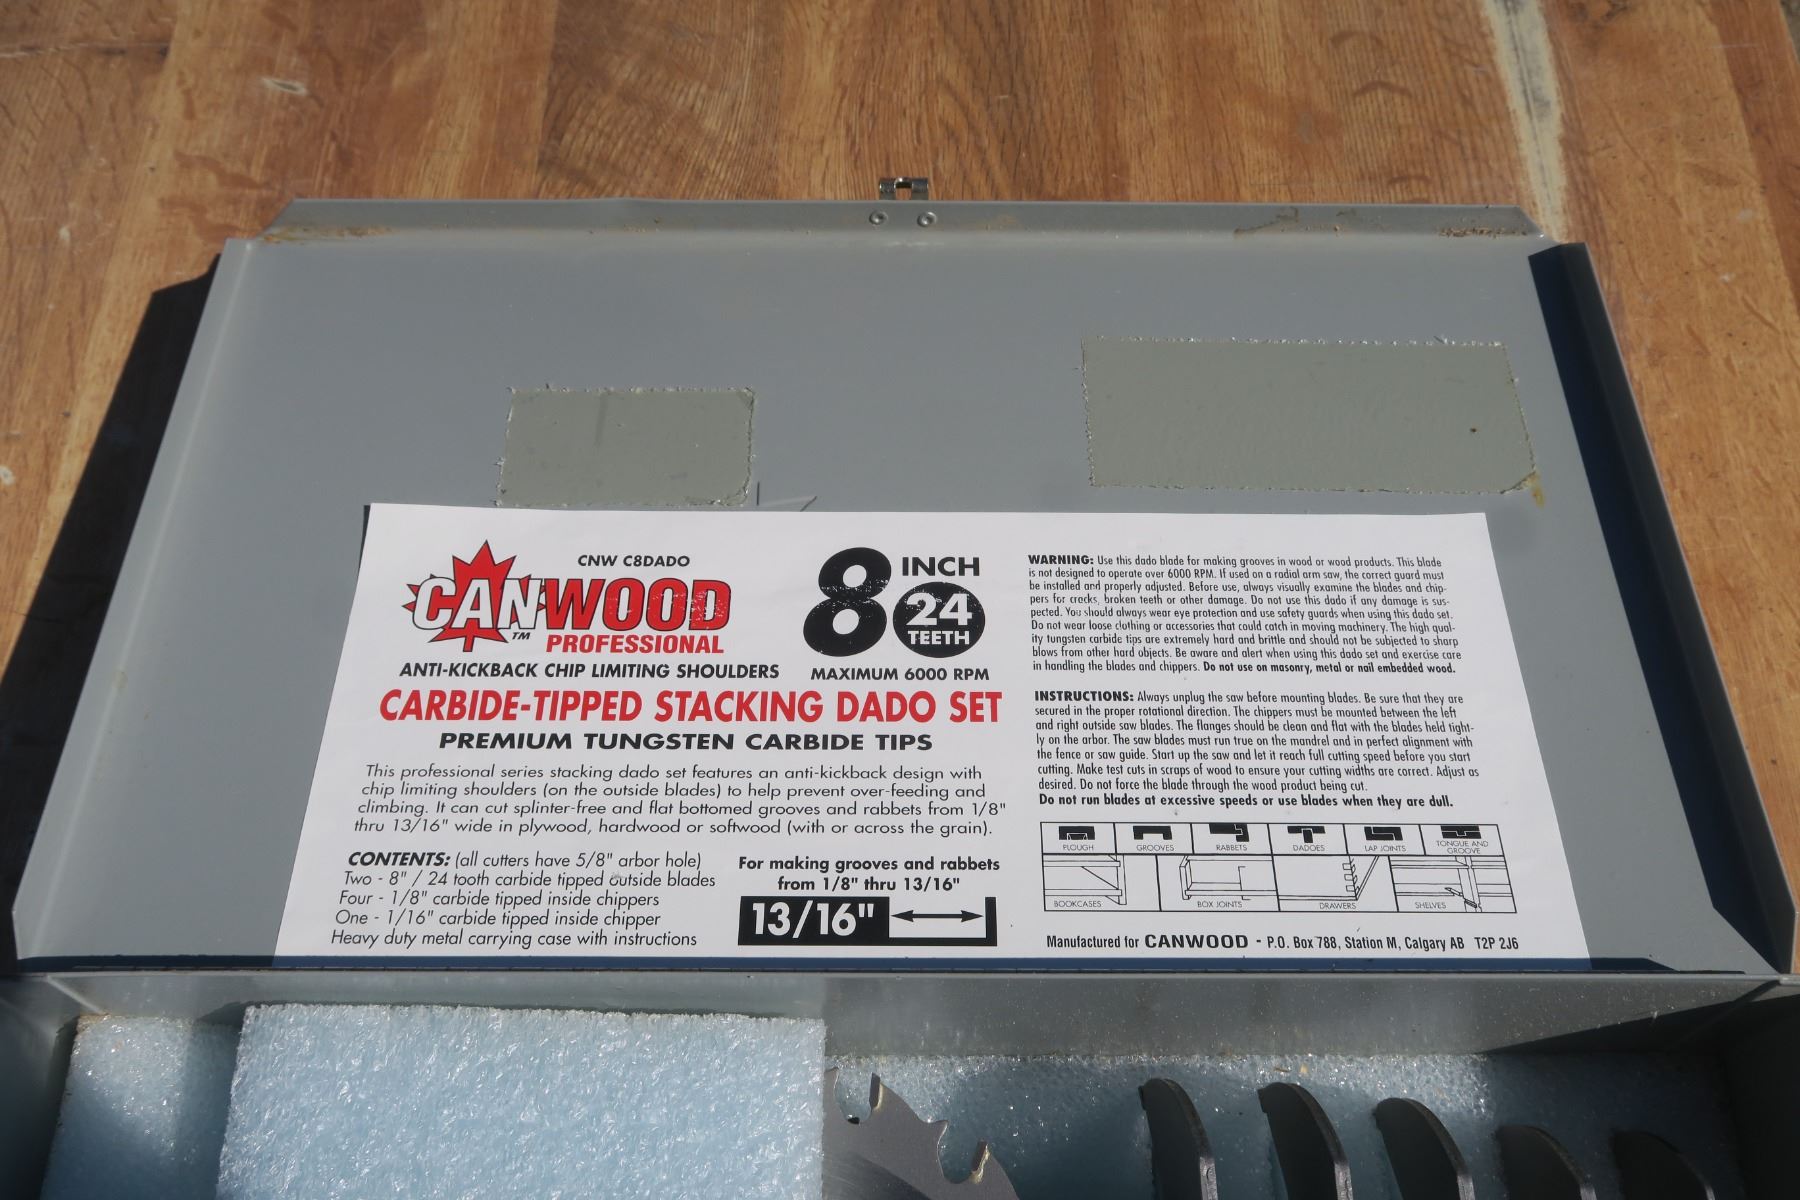 CNW C8DADO
CANWOOD
TM
PROFESSIONAL
ANTI-KICKBACK CHIP LIMITING SHOULDERS
8 INCH
24
TEETH
MAXIMUM 6000 RPM
CARBIDE-TIPPED STACKING DADO SET
PREMIUM TUNGSTEN CARBIDE TIPS
This professional series stacking dado set features an anti-kickback design with
chip limiting shoulders (on the outside blades) to help prevent over-feeding and
climbing. It can cut splinter-free and flat bottomed grooves and rabbets from 1/8"
thru 13/16" wide in plywood, hardwood or softwood (with or across the grain).
CONTENTS: (all cutters have 5/8" arbor hole)
Two - 8" / 24 tooth carbide tipped outside blades
Four - 1/8" carbide tipped inside chippers
One - 1/16" carbide tipped inside chipper
Heavy duty metal carrying case with instructions
For making grooves and rabbets
from 1/8" thru 13/16"
13/16"
WARNING: Use this dado blade for making grooves in wood or wood products. This blade
is not designed to operate over 6000 RPM. If used on a radial arm saw, the correct guard must
be installed and properly adjusted. Before use, always visually examine the blades and chip-
pers for cracks, broken teeth or other damage. Do not use this dado if any damage is sus-
pected. You should always wear eye protection and use safety guards when using this dado set.
Do not wear loose clothing or accessories that could catch in moving machinery. The high qual-
ity tungsten carbide tips are extremely hard and brittle and should not be subjected to sharp
blows from other hard objects. Be aware and alert when using this dado set and exercise care
in handling the blades and chippers. Do not use on masonry, metal or nail embedded wood.
INSTRUCTIONS: Always unplug the saw before mounting blades. Be sure that they are
secured in the proper rotational direction. The chippers must be mounted between the left
and right outside saw blades. The flanges should be clean and flat with the blades held tight-
ly on the arbor. The saw blades must run true on the mandrel and in perfect alignment with
the fence or saw guide. Start up the saw and let it reach full cutting speed before you start
cutting. Make test cuts in scraps of wood to ensure your cutting widths are correct. Adjust as
desired. Do not force the blade through the wood product being cut.
Do not run blades at excessive speeds or use blades when they are dull.
PLOUGH
GROOVES
RABBETS
DADOES
LAP JOINTS
TONGUE AND
GROOVE
BOOKCASES
BOX JOINTS
DRAWERS
SHELVES
Manufactured for CANWOOD - P.O. Box 788, Station M, Calgary AB T2P 2J6